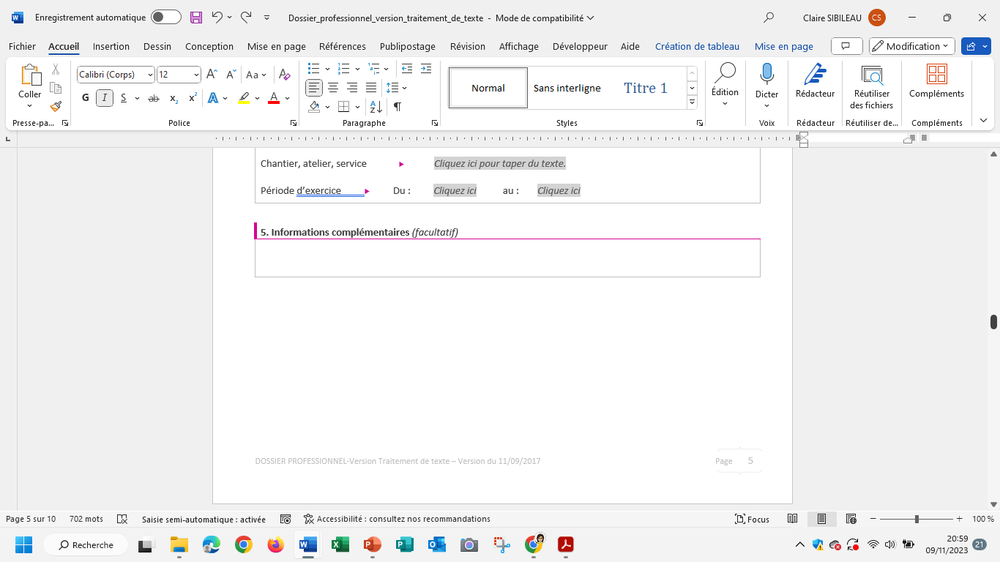 Enregistrement automatique
Dossier_professionnel_version_traitement_de_texte - Mode de compatibilité
Claire SIBILEAU CS
Fichier Accueil Insertion Dessin Conception Mise en page Références Publipostage Révision Affichage Développeur Aide Création de tableau Mise en page Modification
Calibri (Corps) 12 Aa
Coller
G I S ab x₂ x² A A
Normal Sans interligne Titre 1
Édition Dicter Rédacteur Réutiliser des fichiers Compléments
Presse-pa... Police Paragraphe Styles Voix Rédacteur Réutiliser de... Compléments
Chantier, atelier, service ► Cliquez ici pour taper du texte.
Période d’exercice ► Du : Cliquez ici au : Cliquez ici
5. Informations complémentaires (facultatif)
DOSSIER PROFESSIONNEL-Version Traitement de texte – Version du 11/09/2017 Page 5
Page 5 sur 10 702 mots Saisie semi-automatique : activée Accessibilité : consultez nos recommandations Focus 100 %
Recherche
20:59
09/11/2023 21